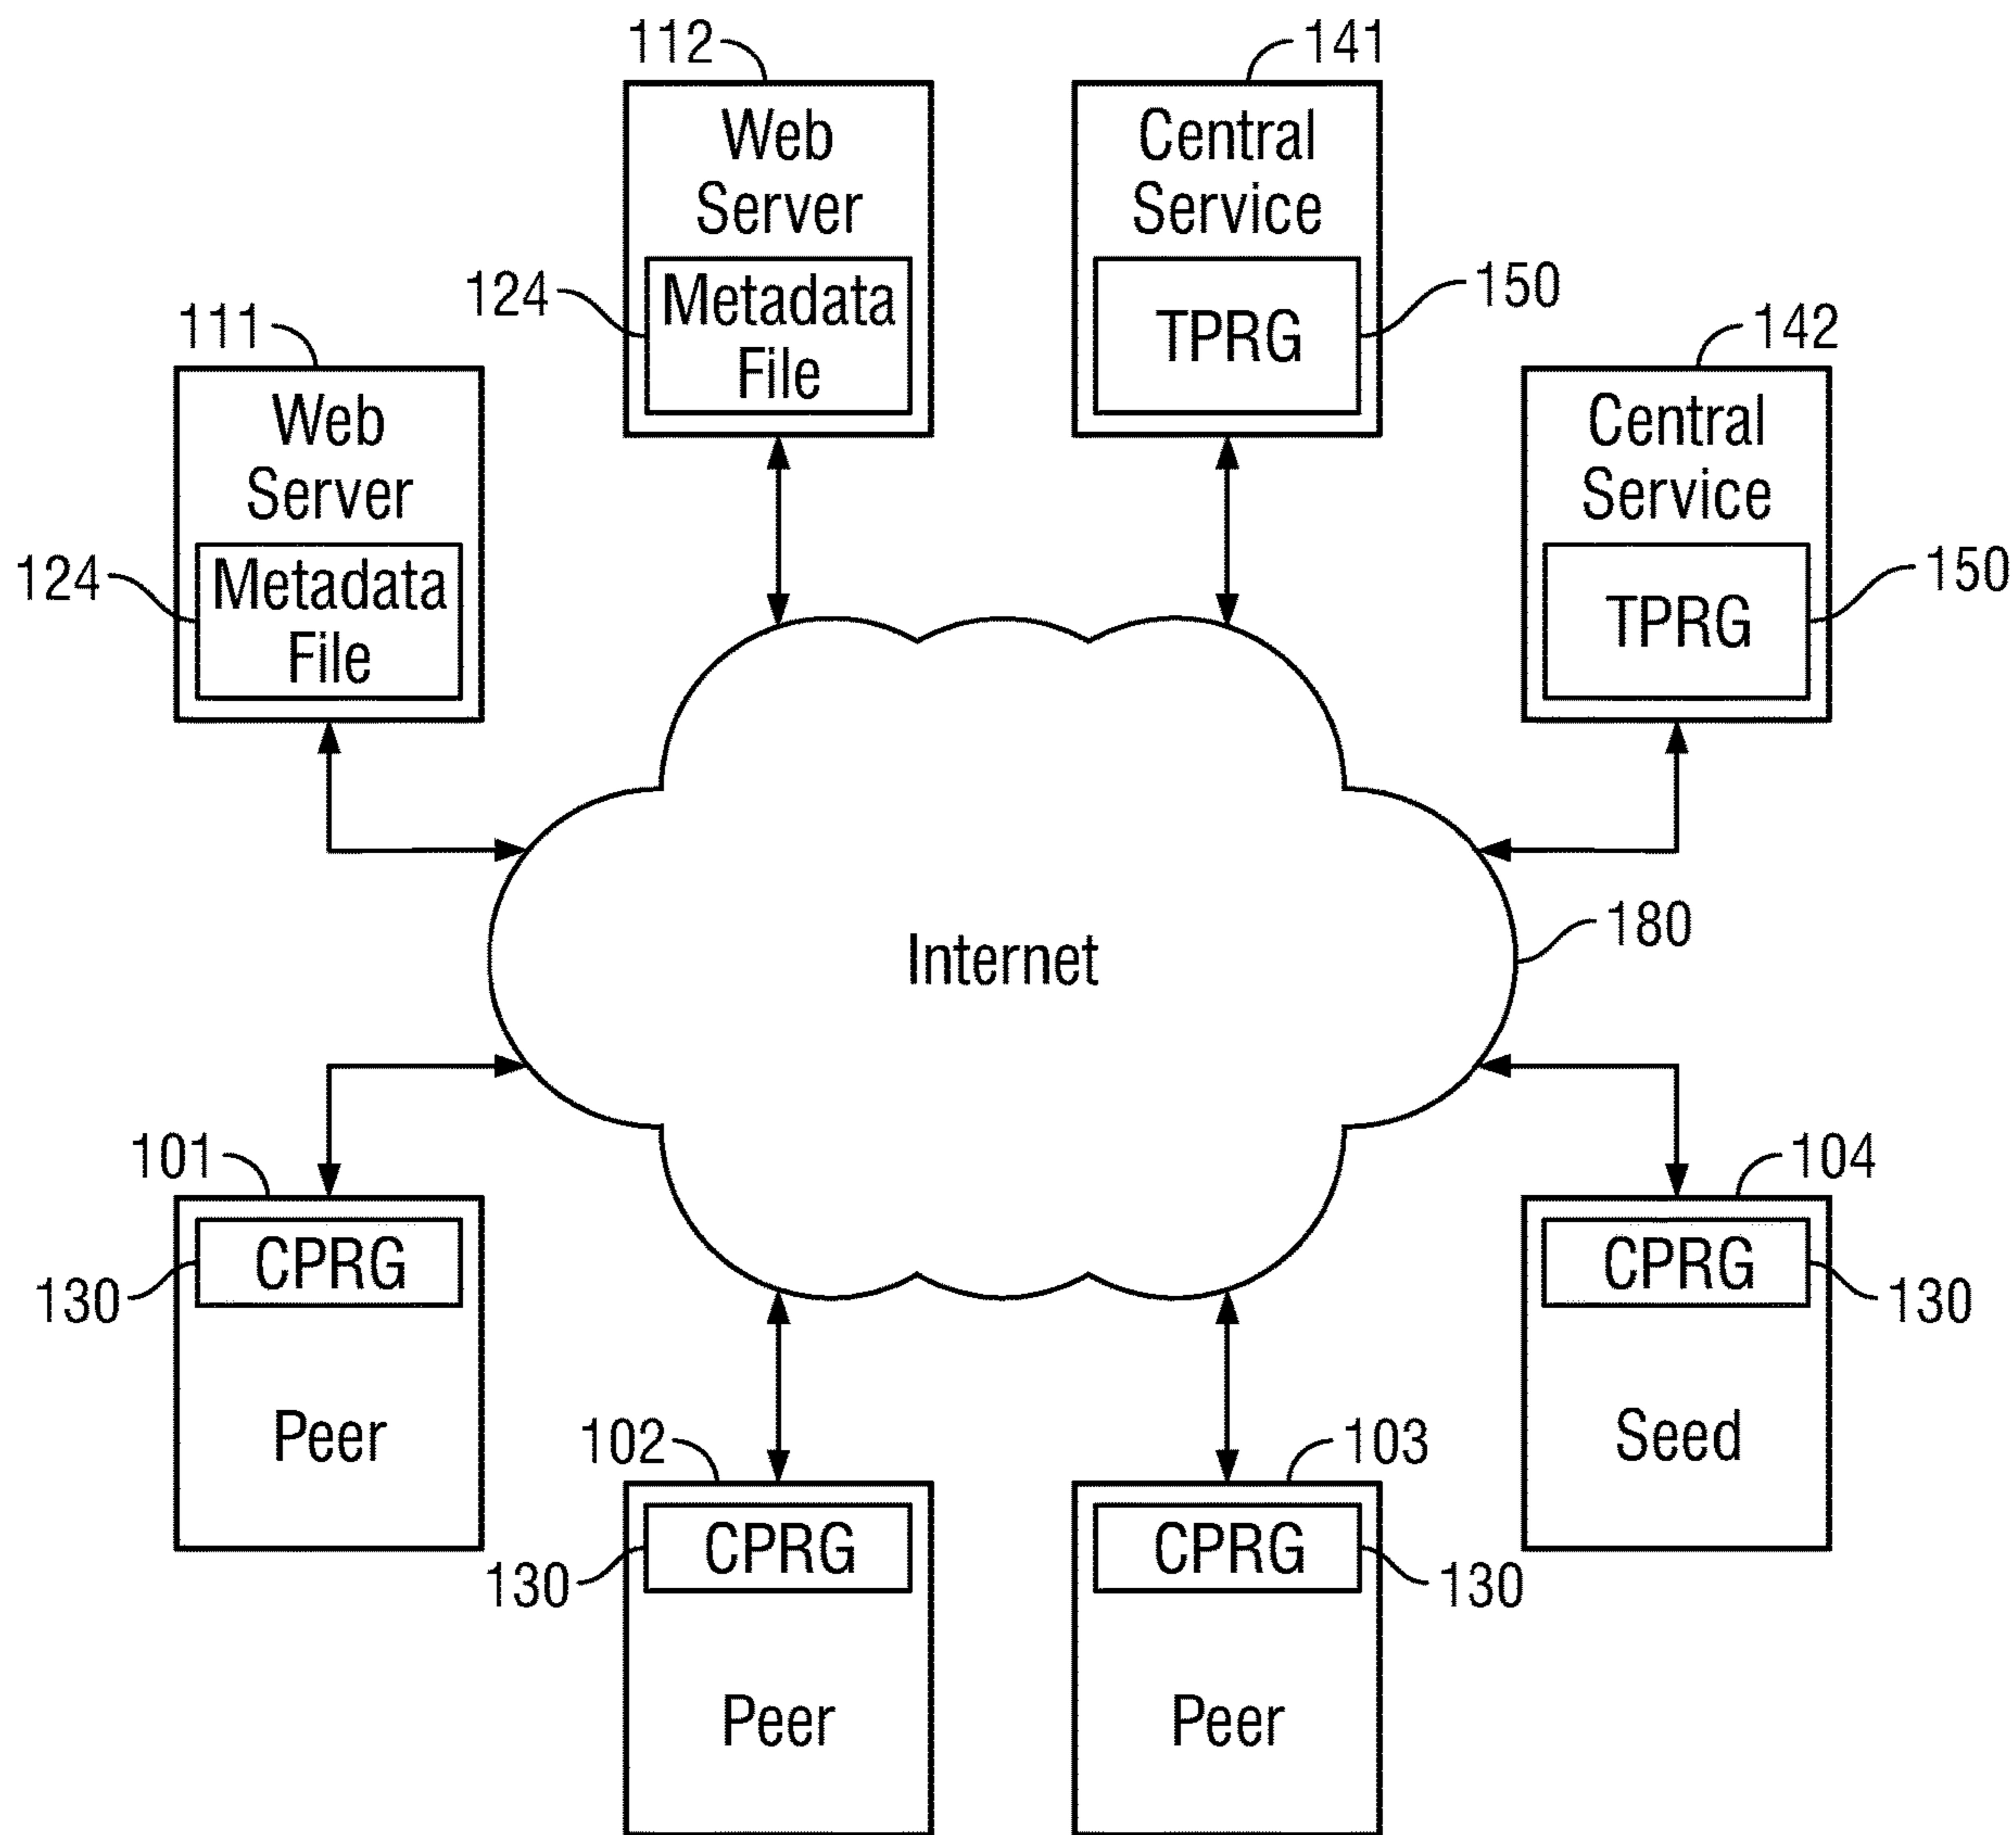 112
141
Web
Server
Central
Service
124
Metadata
File
TPRG
150
111
142
Web
Server
Central
Service
124
Metadata
File
TPRG
150
Internet
180
101
104
CPRG
130
Peer
CPRG
130
Seed
102
103
CPRG
130
Peer
CPRG
130
Peer